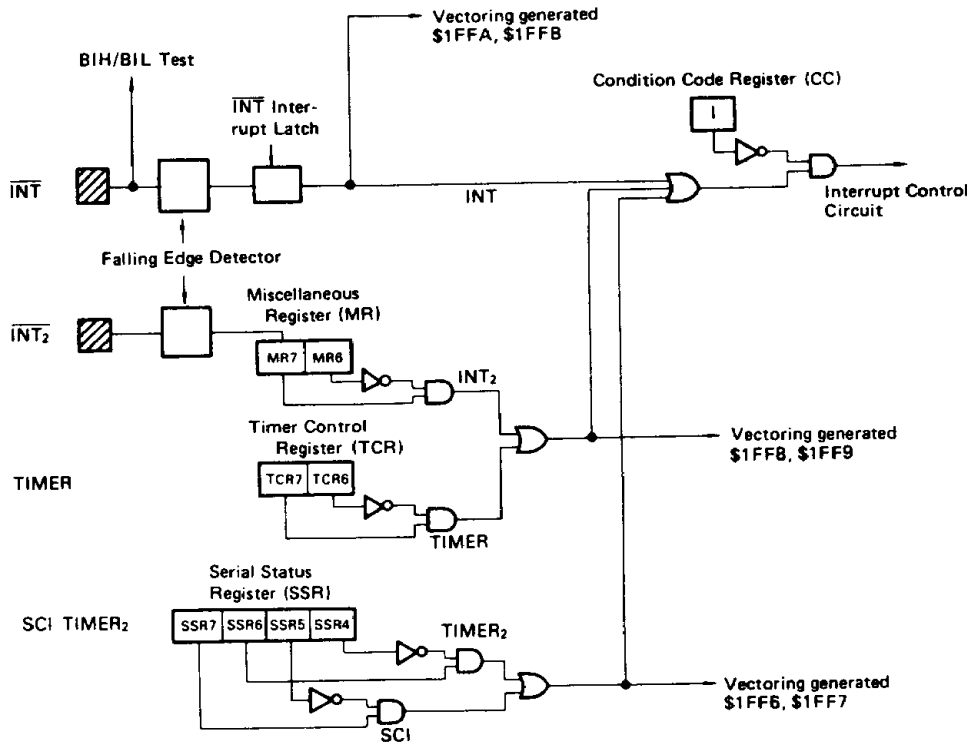 Vectoring generated
$1FFA, $1FFB
BIH/BIL Test
Condition Code Register (CC)
I
INT Inter-
rupt Latch
INT
INT
Interrupt Control
Circuit
Falling Edge Detector
Miscellaneous
Register (MR)
INT₂
MR7 MR6
INT₂
Timer Control
Register (TCR)
Vectoring generated
$1FF8, $1FF9
TIMER
TCR7 TCR6
TIMER
Serial Status
Register (SSR)
SCI TIMER₂
SSR7 SSR6 SSR5 SSR4
TIMER₂
Vectoring generated
$1FF6, $1FF7
SCI